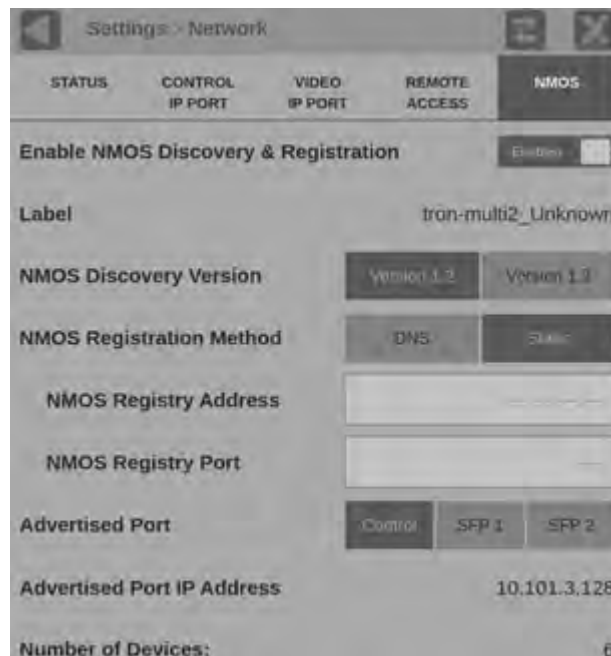 Settings > Network
STATUS CONTROL IP PORT VIDEO IP PORT REMOTE ACCESS NMOS
Enable NMOS Discovery & Registration Enabled
Label tron-multi2_Unknown
NMOS Discovery Version Version 1.2 Version 1.3
NMOS Registration Method DNS Static
NMOS Registry Address
NMOS Registry Port
Advertised Port Control SFP 1 SFP 2
Advertised Port IP Address 10.101.3.128
Number of Devices: 6